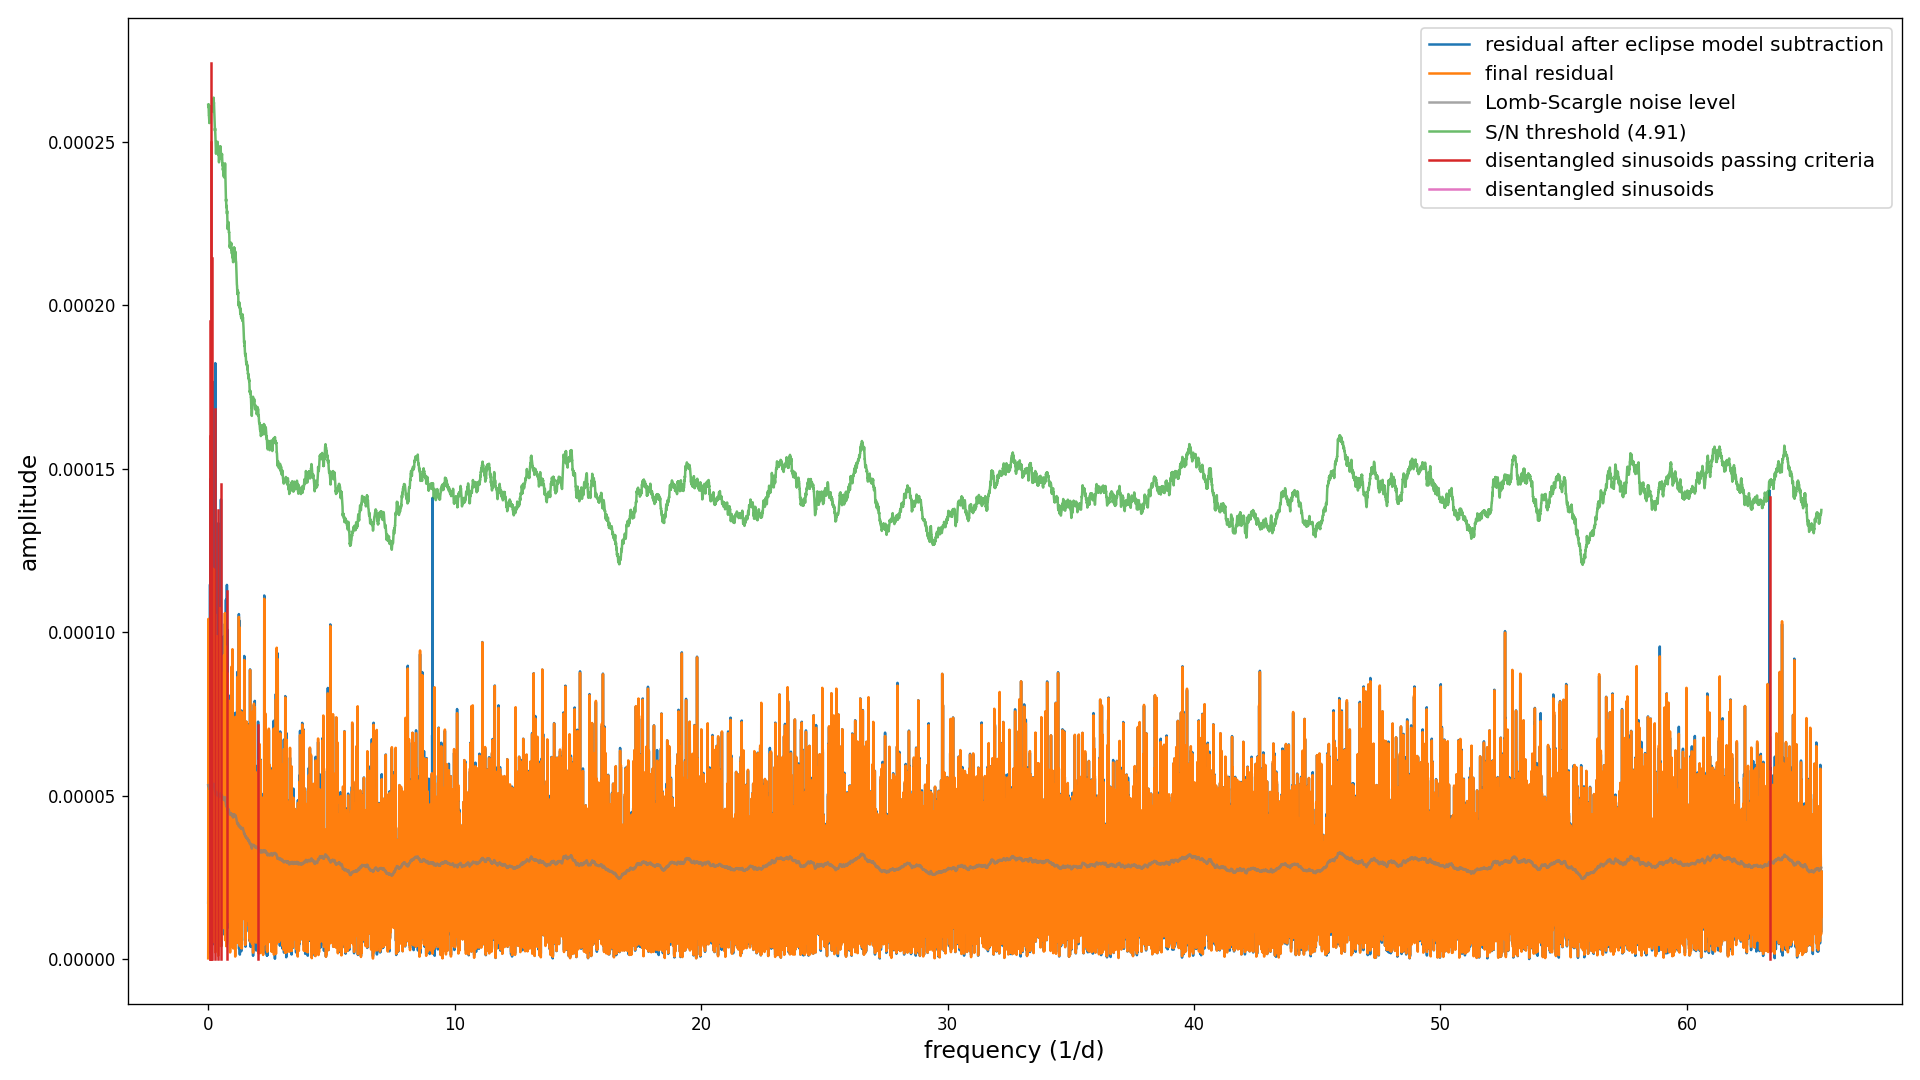 residual after eclipse model subtraction
final residual
Lomb-Scargle noise level
S/N threshold (4.91)
disentangled sinusoids passing criteria
disentangled sinusoids
amplitude
0.00025
0.00020
0.00015
0.00010
0.00005
0.00000
0 10 20 30 40 50 60
frequency (1/d)